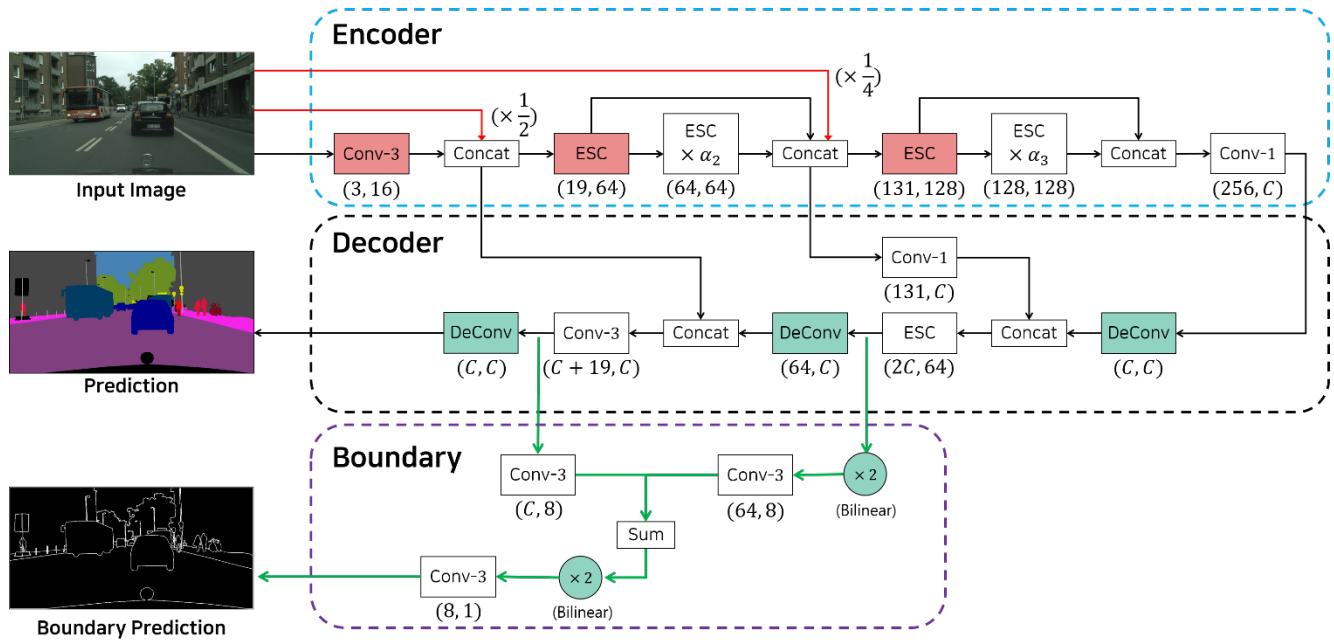 Encoder
(× 1/2)
(× 1/4)
Conv-3
Concat
ESC
ESC
× α₂
Concat
ESC
ESC
× α₃
Concat
Conv-1
(3, 16)
(19, 64)
(64, 64)
(131, 128)
(128, 128)
(256, C)
Input Image
Decoder
Conv-1
(131, C)
DeConv
Conv-3
Concat
DeConv
ESC
Concat
DeConv
(C, C)
(C + 19, C)
(64, C)
(2C, 64)
(C, C)
Prediction
Boundary
Conv-3
Conv-3
× 2
(C, 8)
(64, 8)
(Bilinear)
Sum
Conv-3
× 2
(8, 1)
(Bilinear)
Boundary Prediction